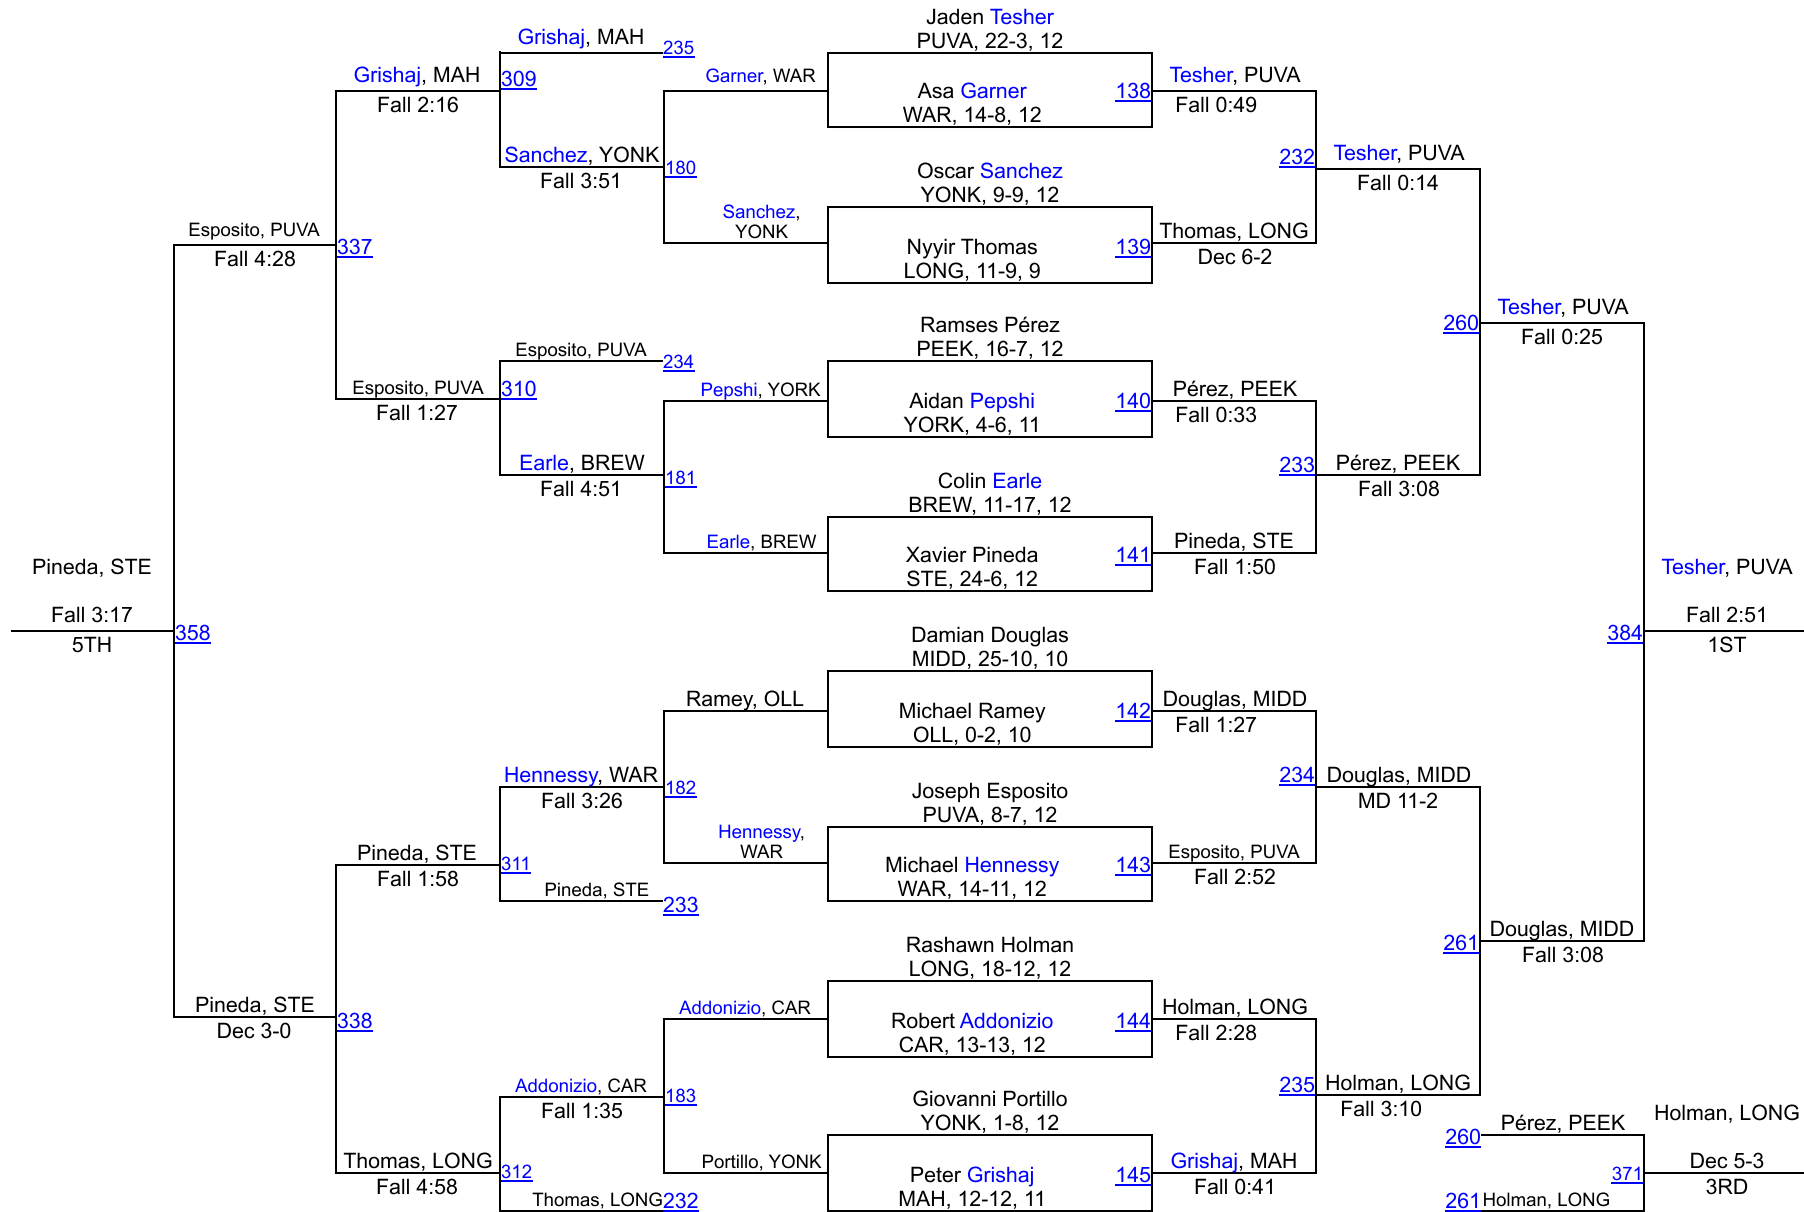 Jaden Tesher
PUVA, 22-3, 12
Asa Garner
WAR, 14-8, 12
138
Oscar Sanchez
YONK, 9-9, 12
Nyyir Thomas
LONG, 11-9, 9
139
Ramses Pérez
PEEK, 16-7, 12
Aidan Pepshi
YORK, 4-6, 11
140
Colin Earle
BREW, 11-17, 12
Xavier Pineda
STE, 24-6, 12
141
Damian Douglas
MIDD, 25-10, 10
Michael Ramey
OLL, 0-2, 10
142
Joseph Esposito
PUVA, 8-7, 12
Michael Hennessy
WAR, 14-11, 12
143
Rashawn Holman
LONG, 18-12, 12
Robert Addonizio
CAR, 13-13, 12
144
Giovanni Portillo
YONK, 1-8, 12
Peter Grishaj
MAH, 12-12, 11
145
Tesher, PUVA
Fall 0:49
232
Thomas, LONG
Dec 6-2
Pérez, PEEK
Fall 0:33
233
Pineda, STE
Fall 1:50
Douglas, MIDD
Fall 1:27
234
Esposito, PUVA
Fall 2:52
Holman, LONG
Fall 2:28
235
Grishaj, MAH
Fall 0:41
Tesher, PUVA
Fall 0:14
260
Pérez, PEEK
Fall 3:08
Douglas, MIDD
MD 11-2
261
Holman, LONG
Fall 3:10
Tesher, PUVA
Fall 0:25
384
Douglas, MIDD
Fall 3:08
Tesher, PUVA
Fall 2:51
1ST
260
Pérez, PEEK
371
261
Holman, LONG
Holman, LONG
Dec 5-3
3RD
Garner, WAR
180
Sanchez,
YONK
Pepshi, YORK
181
Earle, BREW
Ramey, OLL
182
Hennessy,
WAR
Addonizio, CAR
183
Portillo, YONK
Grishaj, MAH
235
309
Sanchez, YONK
Fall 3:51
Esposito, PUVA
234
310
Earle, BREW
Fall 4:51
Hennessy, WAR
Fall 3:26
311
Pineda, STE
233
Addonizio, CAR
Fall 1:35
312
Thomas, LONG
232
Grishaj, MAH
Fall 2:16
337
Esposito, PUVA
Fall 1:27
Pineda, STE
Fall 1:58
338
Thomas, LONG
Fall 4:58
Esposito, PUVA
Fall 4:28
358
Pineda, STE
Dec 3-0
Pineda, STE
Fall 3:17
5TH